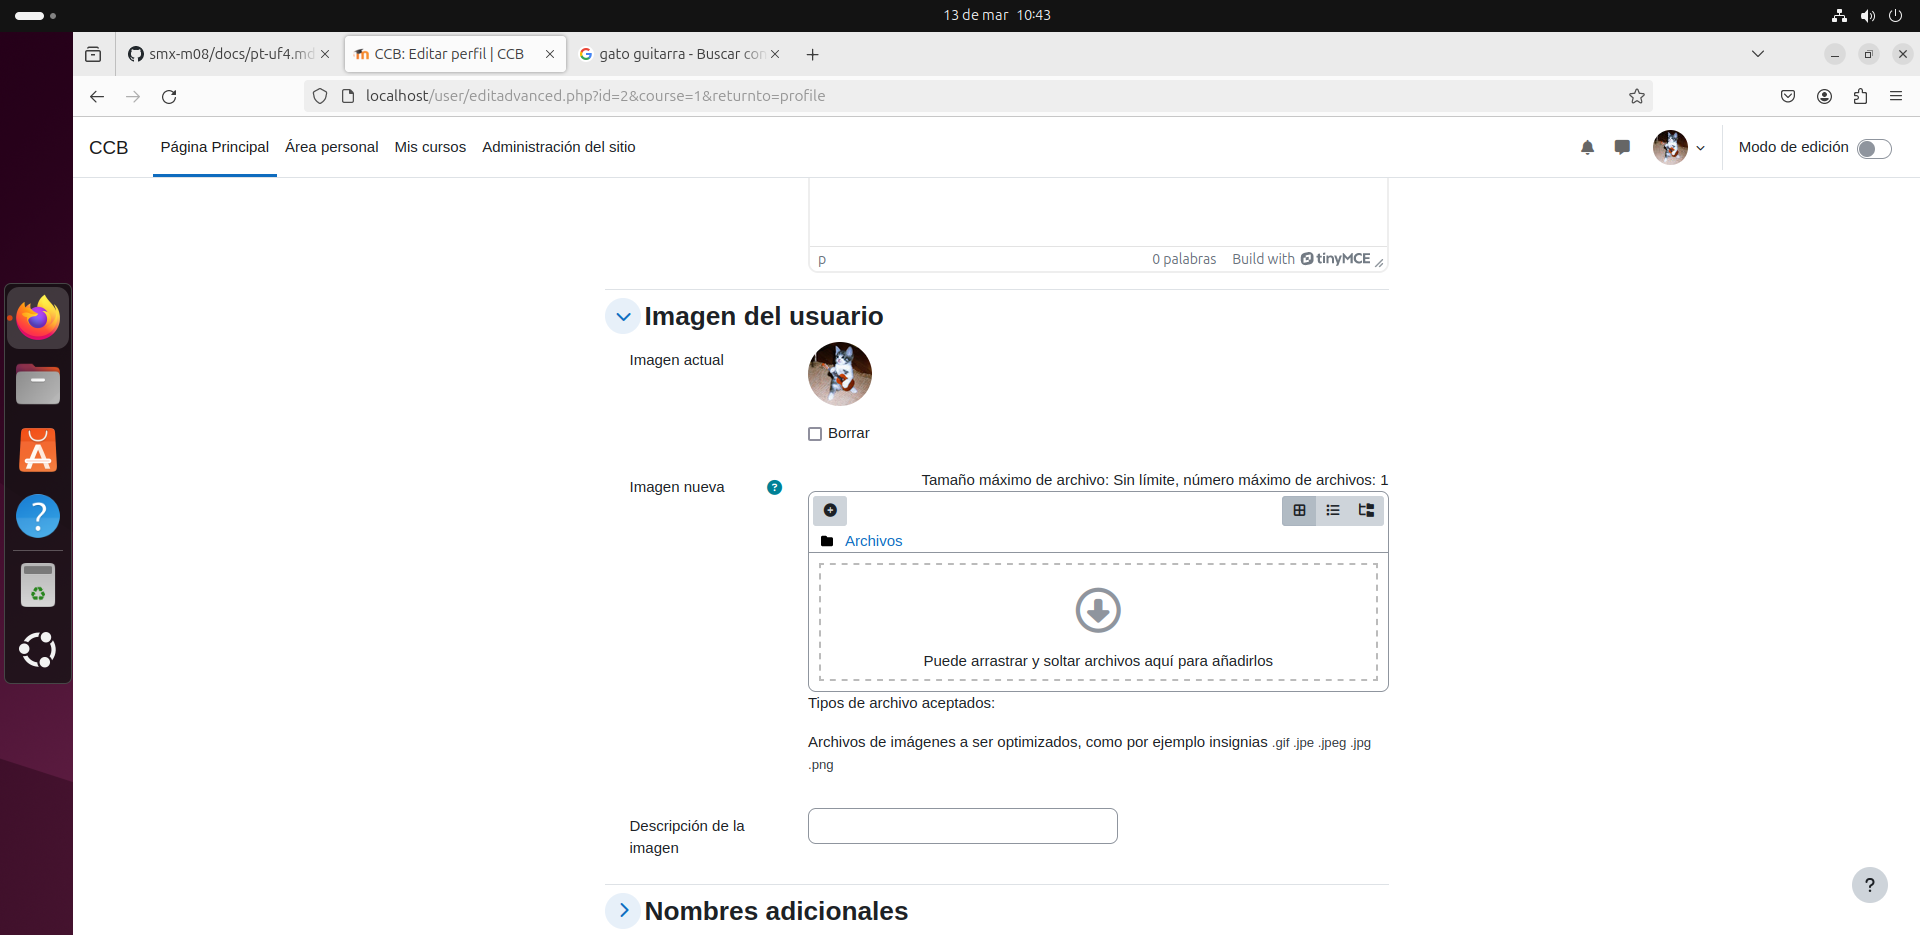 13 de mar 10:43
smx-m08/docs/pt-uf4.md
CCB: Editar perfil | CCB
gato guitarra - Buscar con
localhost/user/editadvanced.php?id=2&course=1&returnto=profile
CCB
Página Principal
Área personal
Mis cursos
Administración del sitio
Modo de edición
p
0 palabras
Build with tinyMCE
Imagen del usuario
Imagen actual
Borrar
Tamaño máximo de archivo: Sin límite, número máximo de archivos: 1
Imagen nueva
Archivos
Puede arrastrar y soltar archivos aquí para añadirlos
Tipos de archivo aceptados:
Archivos de imágenes a ser optimizados, como por ejemplo insignias .gif .jpe .jpeg .jpg
.png
Descripción de la
imagen
Nombres adicionales
?